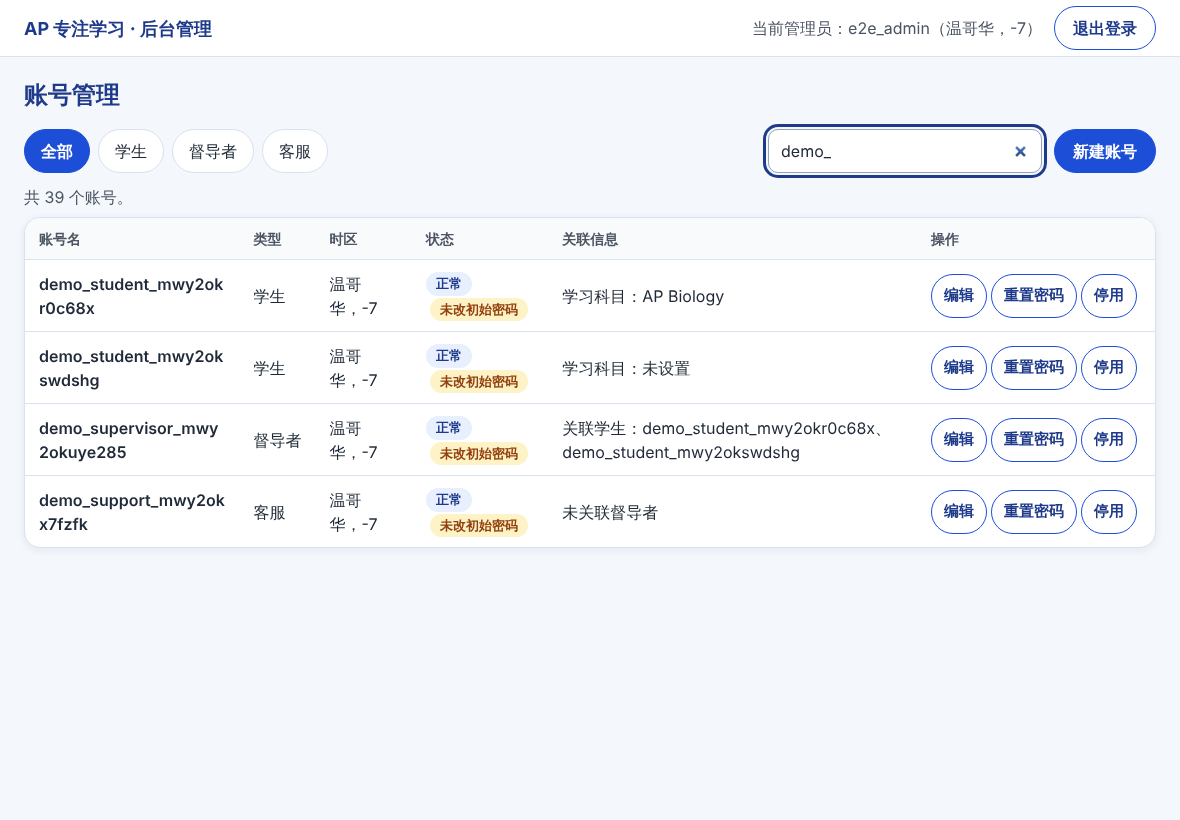 AP 专注学习 · 后台管理
当前管理员：e2e_admin（温哥华，-7）
退出登录
账号管理
全部
学生
督导者
客服
demo_
×
新建账号
共 39 个账号。
账号名 类型 时区 状态 关联信息 操作
demo_student_mwy2ok
r0c68x
学生
温哥
华，-7
正常
未改初始密码
学习科目：AP Biology
编辑 重置密码 停用
demo_student_mwy2ok
swdshg
学生
温哥
华，-7
正常
未改初始密码
学习科目：未设置
编辑 重置密码 停用
demo_supervisor_mwy
2okuye285
督导者
温哥
华，-7
正常
未改初始密码
关联学生：demo_student_mwy2okr0c68x、
demo_student_mwy2okswdshg
编辑 重置密码 停用
demo_support_mwy2ok
x7fzfk
客服
温哥
华，-7
正常
未改初始密码
未关联督导者
编辑 重置密码 停用